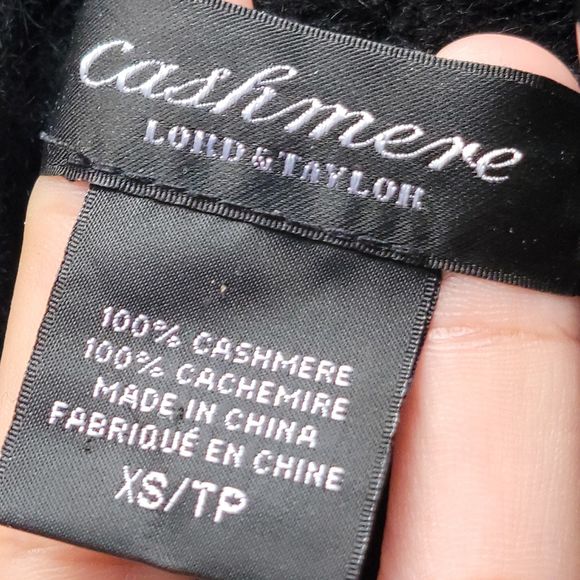 cashmere
LORD & TAYLOR
100% CASHMERE
100% CACHEMIRE
MADE IN CHINA
FABRIQUÉ EN CHINE
XS/TP